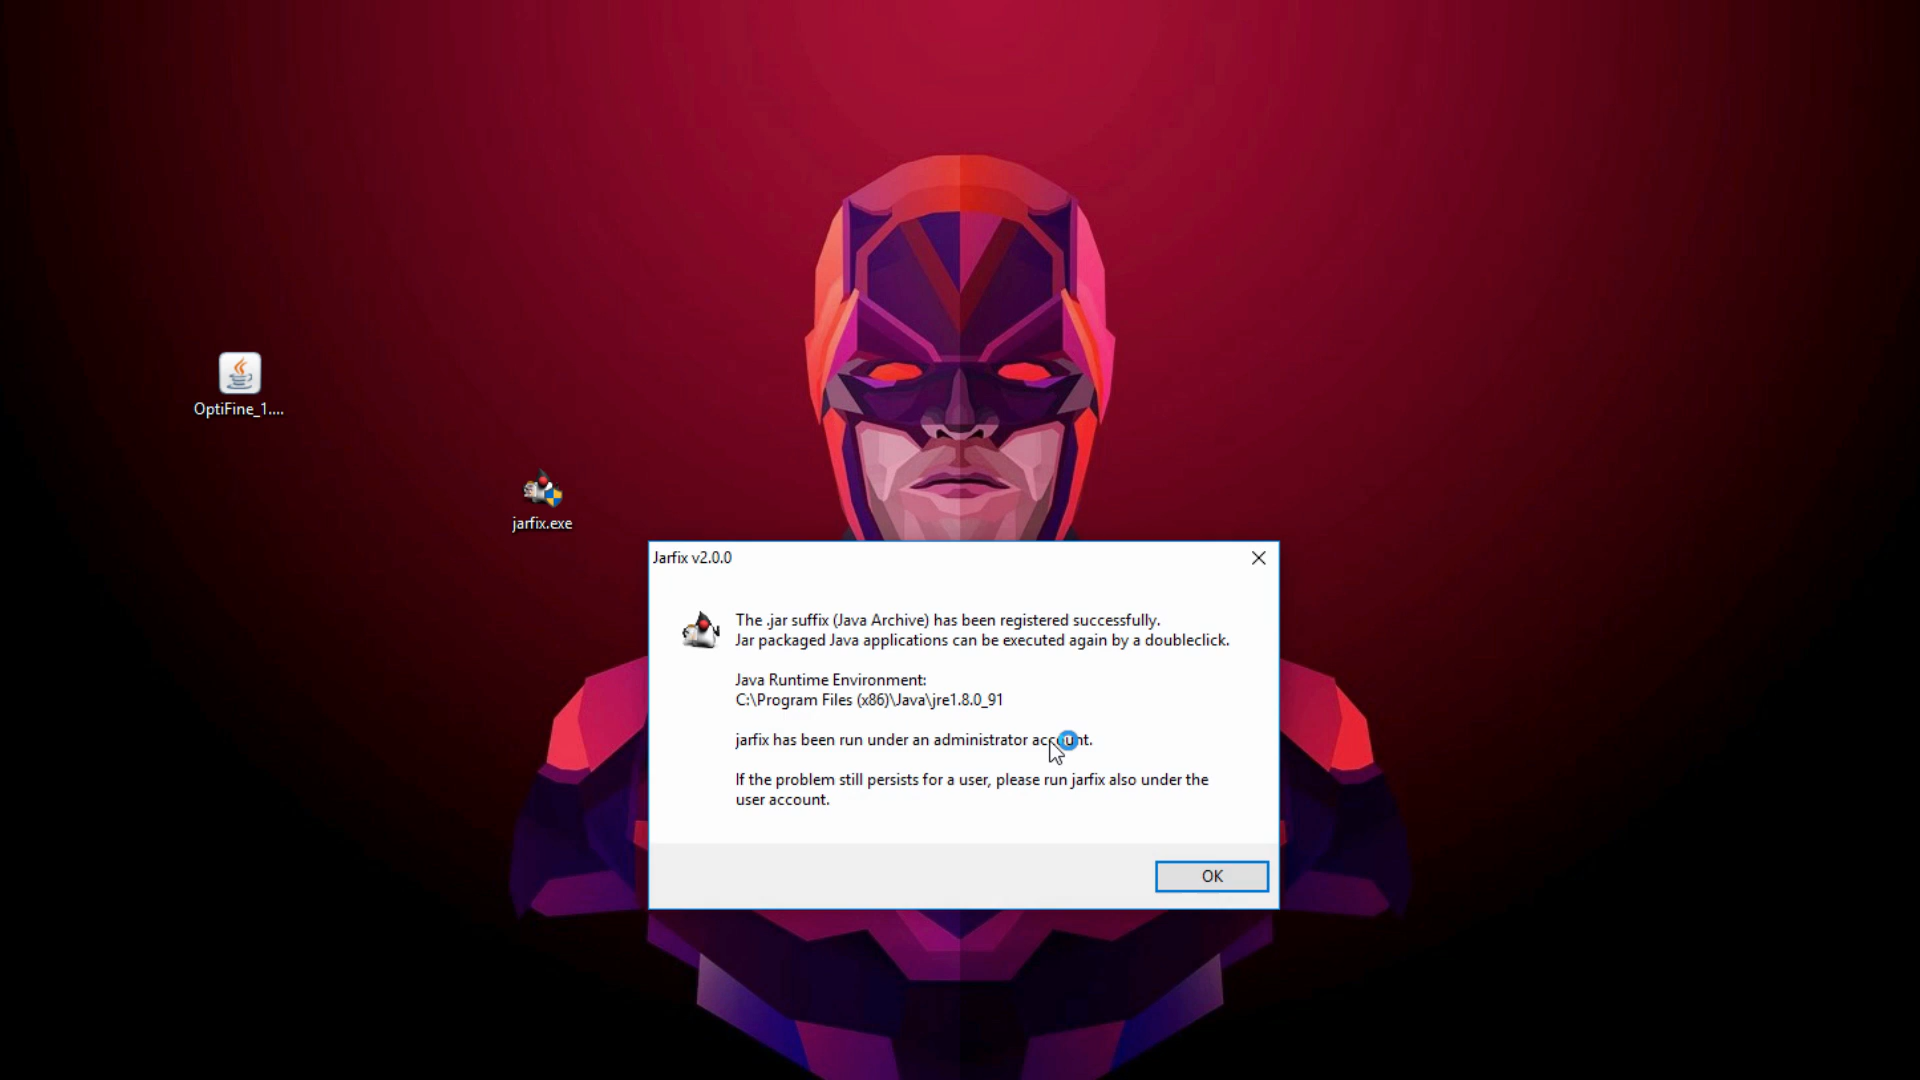 OptiFine_1....
jarfix.exe
Jarfix v2.0.0
The .jar suffix (Java Archive) has been registered successfully.
Jar packaged Java applications can be executed again by a doubleclick.
Java Runtime Environment:
C:\Program Files (x86)\Java\jre1.8.0_91
jarfix has been run under an administrator account.
If the problem still persists for a user, please run jarfix also under the
user account.
OK